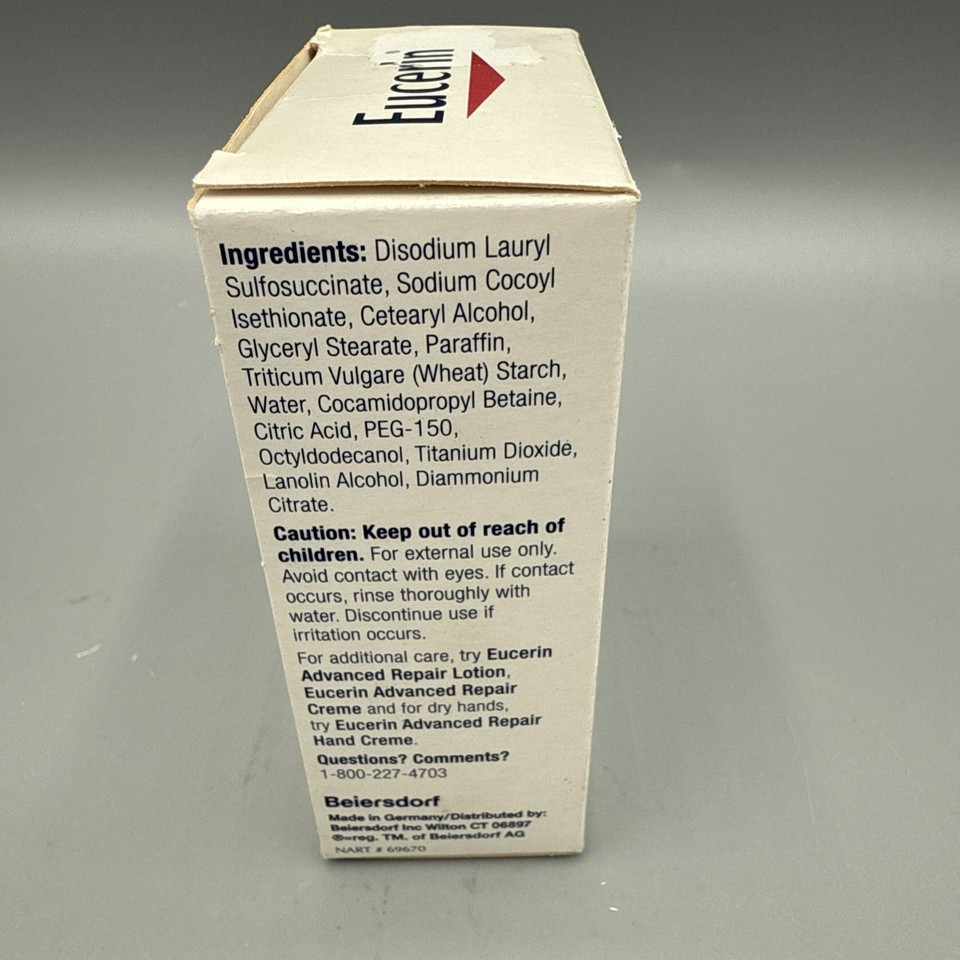 Eucerin
Ingredients: Disodium Lauryl
Sulfosuccinate, Sodium Cocoyl
Isethionate, Cetearyl Alcohol,
Glyceryl Stearate, Paraffin,
Triticum Vulgare (Wheat) Starch,
Water, Cocamidopropyl Betaine,
Citric Acid, PEG-150,
Octyldodecanol, Titanium Dioxide,
Lanolin Alcohol, Diammonium
Citrate.
Caution: Keep out of reach of
children. For external use only.
Avoid contact with eyes. If contact
occurs, rinse thoroughly with
water. Discontinue use if
irritation occurs.
For additional care, try Eucerin
Advanced Repair Lotion,
Eucerin Advanced Repair
Creme and for dry hands,
try Eucerin Advanced Repair
Hand Creme.
Questions? Comments?
1-800-227-4703
Beiersdorf
Made in Germany/Distributed by:
Beiersdorf Inc Wilton CT 06897
®=reg. TM. of Beiersdorf AG
NART # 69670